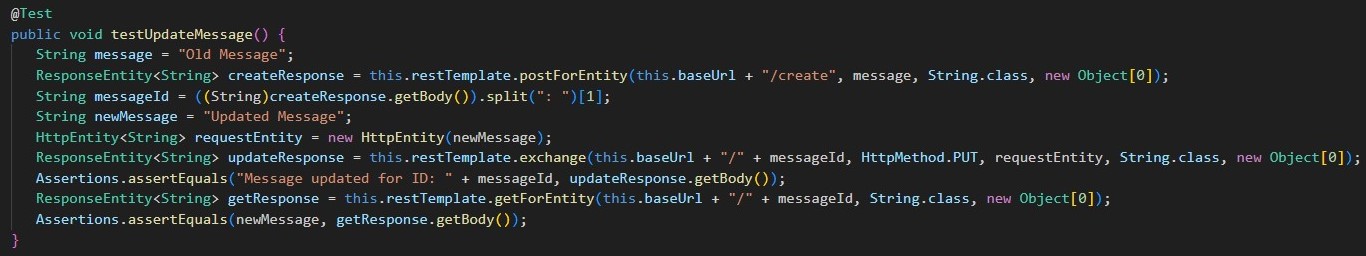 @Test
public void testUpdateMessage() {
   String message = "Old Message";
   ResponseEntity<String> createResponse = this.restTemplate.postForEntity(this.baseUrl + "/create", message, String.class, new Object[0]);
   String messageId = ((String)createResponse.getBody()).split(": ")[1];
   String newMessage = "Updated Message";
   HttpEntity<String> requestEntity = new HttpEntity(newMessage);
   ResponseEntity<String> updateResponse = this.restTemplate.exchange(this.baseUrl + "/" + messageId, HttpMethod.PUT, requestEntity, String.class, new Object[0]);
   Assertions.assertEquals("Message updated for ID: " + messageId, updateResponse.getBody());
   ResponseEntity<String> getResponse = this.restTemplate.getForEntity(this.baseUrl + "/" + messageId, String.class, new Object[0]);
   Assertions.assertEquals(newMessage, getResponse.getBody());
}